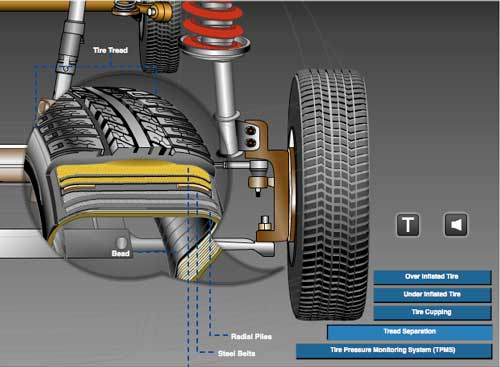 Tire Tread
T
Over Inflated Tire
Under Inflated Tire
Bead
Tire Cupping
Tread Separation
Radial Plies
Tire Pressure Monitoring System (TPMS)
Steel Belts